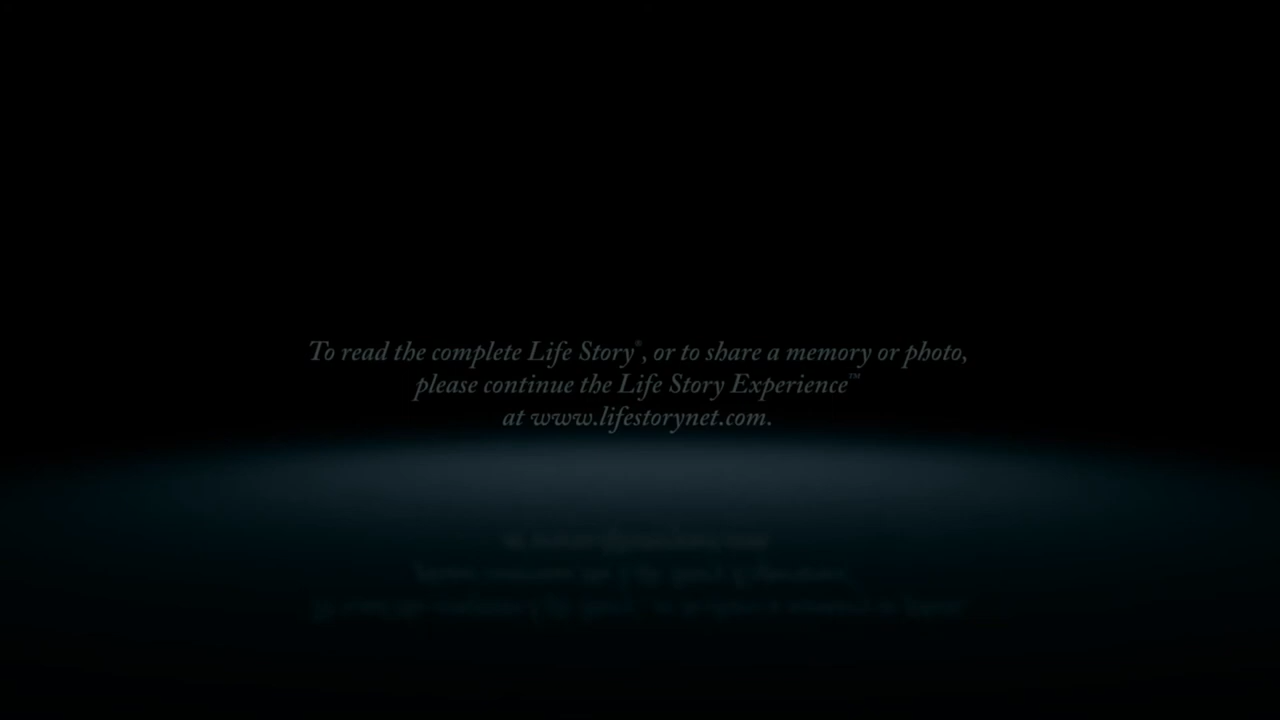 To read the complete Life Story®, or to share a memory or photo,
please continue the Life Story Experience™
at www.lifestorynet.com.